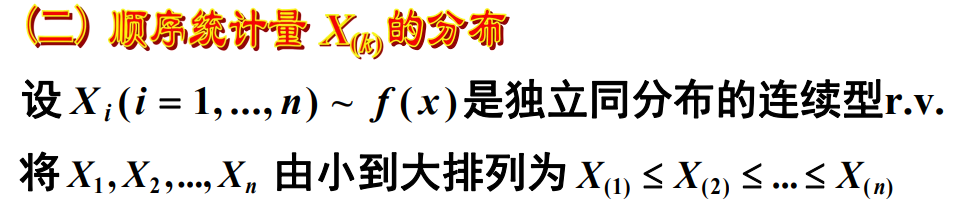 (二) 顺序统计量 X(k)的分布
设 Xi(i = 1,...,n) ~ f(x)是独立同分布的连续型r.v.
将 X1,X2,...,Xn 由小到大排列为 X(1) ≤ X(2) ≤ ... ≤ X(n)